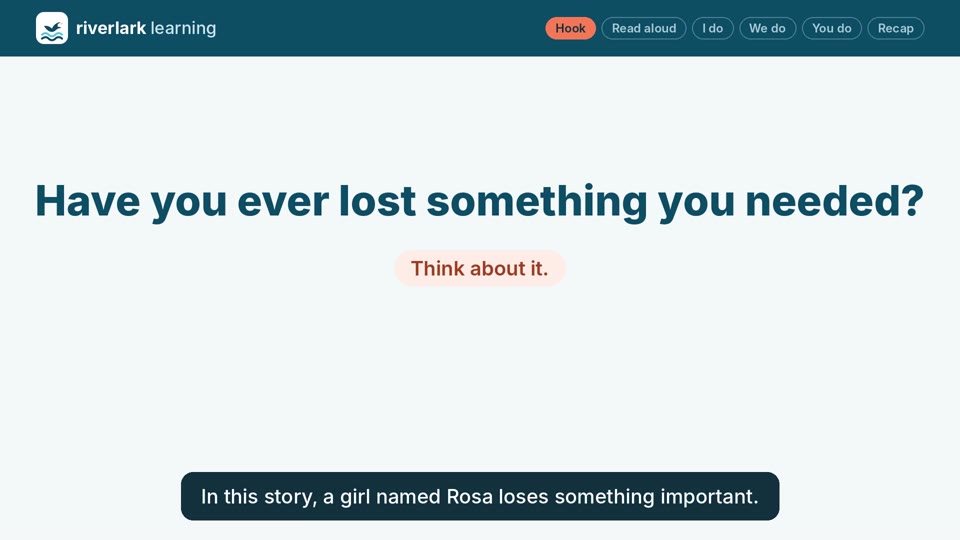 riverlark learning
Hook
Read aloud
I do
We do
You do
Recap
Have you ever lost something you needed?
Think about it.
In this story, a girl named Rosa loses something important.